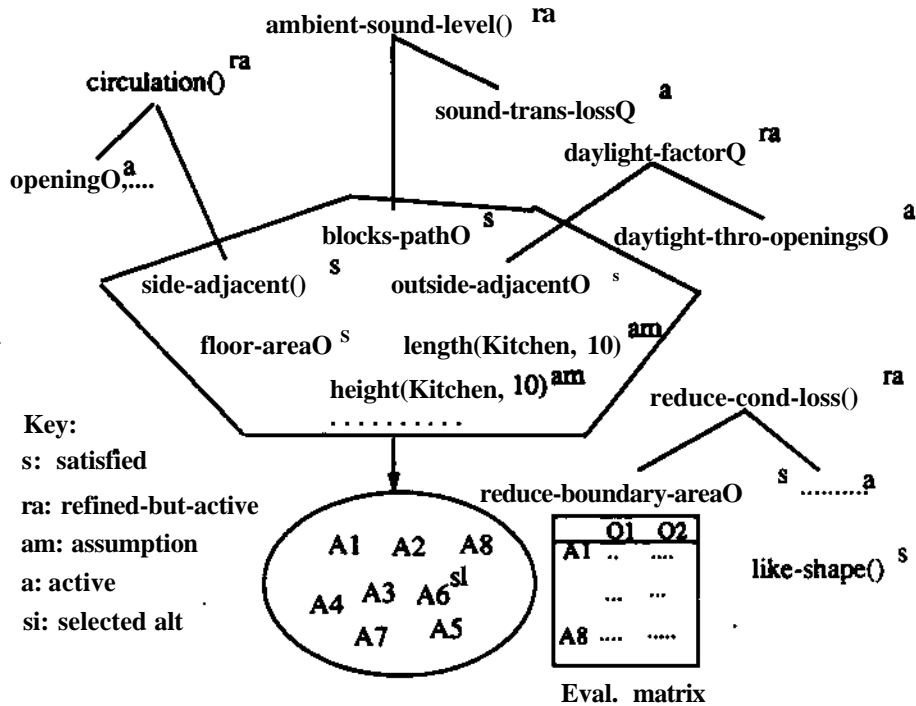 ambient-sound-level() ra
circulation() ra
sound-trans-lossQ a
daylight-factorQ ra
openingO,.... a
blocks-pathO s
daytight-thro-openingsO a
side-adjacent() s
outside-adjacentO s
floor-areaO s
length(Kitchen, 10) am
height(Kitchen, 10) am
..........
reduce-cond-loss() ra
Key:
s: satisfied
ra: refined-but-active
am: assumption
a: active
si: selected alt
reduce-boundary-areaO s
......... a
A1 A2 A8
A4 A3 A6 sl
A7 A5
O1 O2
A1 .. ....
... ...
A8 .... .....
like-shape() s
Eval. matrix